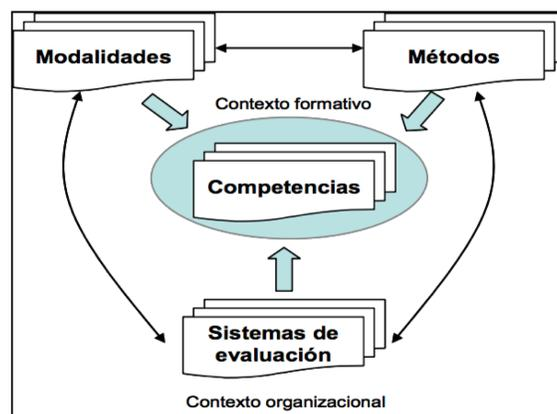 Modalidades
Métodos
Contexto formativo
Competencias
Sistemas de
evaluación
Contexto organizacional